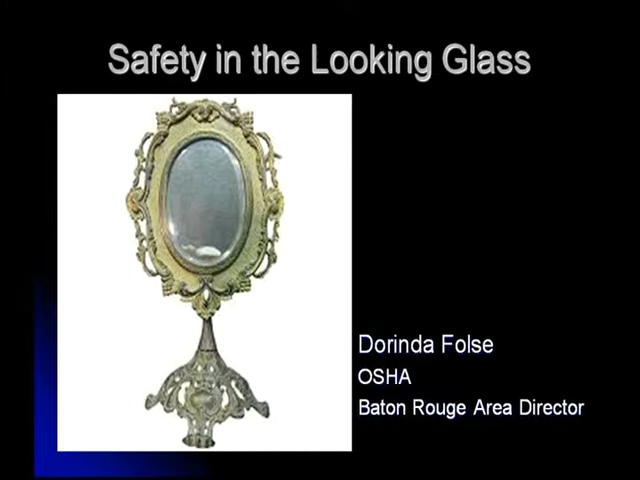 Safety in the Looking Glass
Dorinda Folse
OSHA
Baton Rouge Area Director